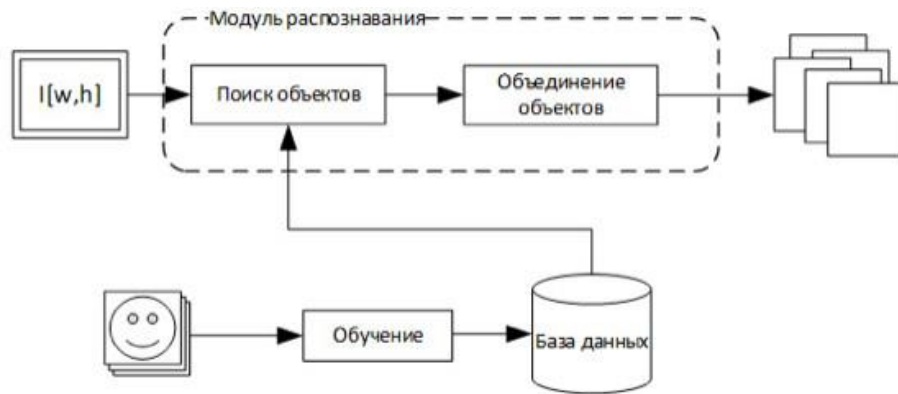 Модуль распознавания
I[w,h]
Поиск объектов
Объединение
объектов
Обучение
База данных